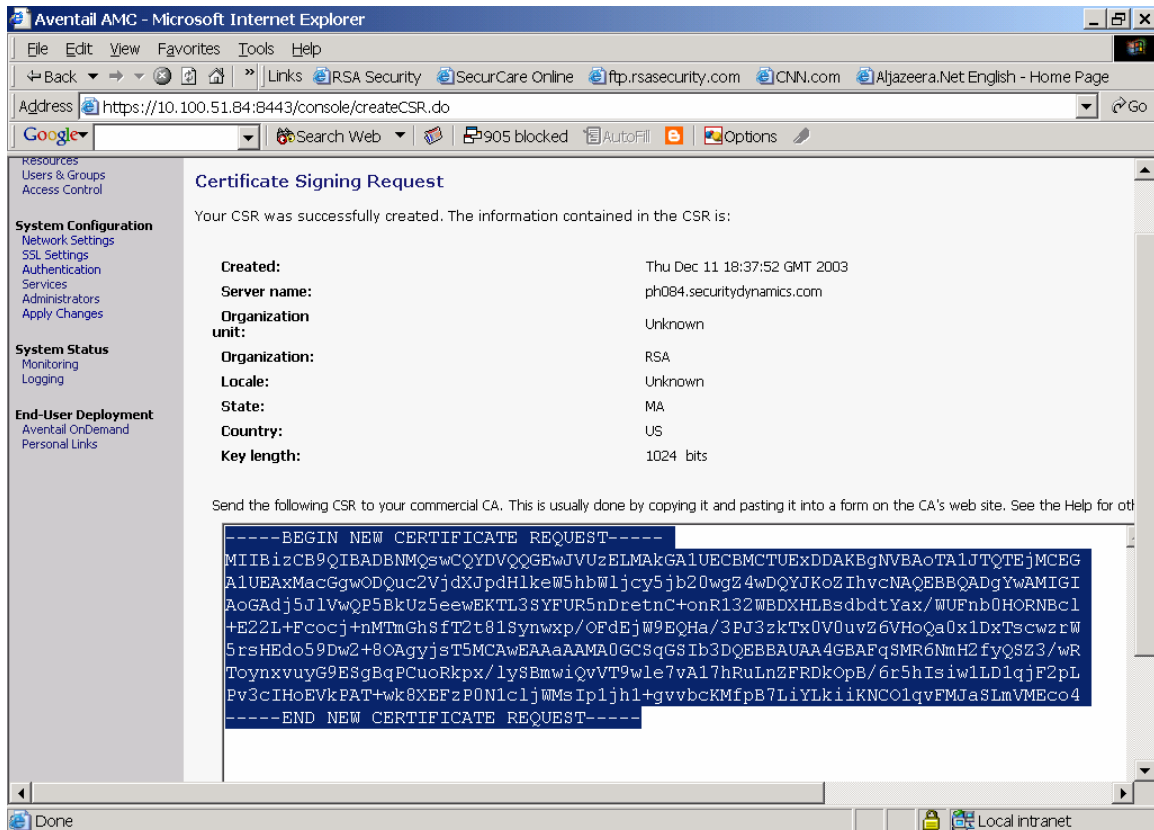 Aventail AMC - Microsoft Internet Explorer
File Edit View Favorites Tools Help
Back » Links RSA Security SecurCare Online ftp.rsasecurity.com CNN.com Aljazeera.Net English - Home Page
Address https://10.100.51.84:8443/console/createCSR.do Go
Google Search Web 905 blocked AutoFill Options
Resources
Users & Groups
Access Control
System Configuration
Network Settings
SSL Settings
Authentication
Services
Administrators
Apply Changes
System Status
Monitoring
Logging
End-User Deployment
Aventail OnDemand
Personal Links
Certificate Signing Request
Your CSR was successfully created. The information contained in the CSR is:
Created: Thu Dec 11 18:37:52 GMT 2003
Server name: ph084.securitydynamics.com
Organization
unit: Unknown
Organization: RSA
Locale: Unknown
State: MA
Country: US
Key length: 1024 bits
Send the following CSR to your commercial CA. This is usually done by copying it and pasting it into a form on the CA's web site. See the Help for oth
-----BEGIN NEW CERTIFICATE REQUEST-----
MIIBizCB9QIBADBNMQswCQYDVQQGEwJVUzELMAkGA1UECBMCTUExDDAKBgNVBAoTA1JTQTEjMCEG
A1UEAxMacGgwODQuc2VjdXJpdHlkeW5hbWljcy5jb20wgZ4wDQYJKoZIhvcNAQEBBQADgYwAMIGI
AoGAdj5JlVwQP5BkUz5eewEKTL3SYFUR5nDretnC+onR132WBDXHLBsdbdtYax/WUFnb0HORNBcl
+E22L+Fcocj+nMTmGhSfT2t81Synwxp/OFdEjW9EQHa/3PJ3zkTx0V0uvZ6VHoQa0x1DxTscwzrW
5rsHEdo59Dw2+8OAgyjsT5MCAwEAAaAAMA0GCSqGSIb3DQEBBAUAA4GBAFqSMR6NmH2fyQSZ3/wR
ToynxvuyG9ESgBqPCuoRkpx/lySBmwiQvVT9wle7vA17hRuLnZFRDkOpB/6r5hIsiw1LD1qjF2pL
Pv3cIHoEVkPAT+wk8XEFzP0N1cljWMsIp1jh1+gvvbcKMfpB7LiYLkiiKNCO1qvFMJaSLmVMEco4
-----END NEW CERTIFICATE REQUEST-----
Done Local intranet